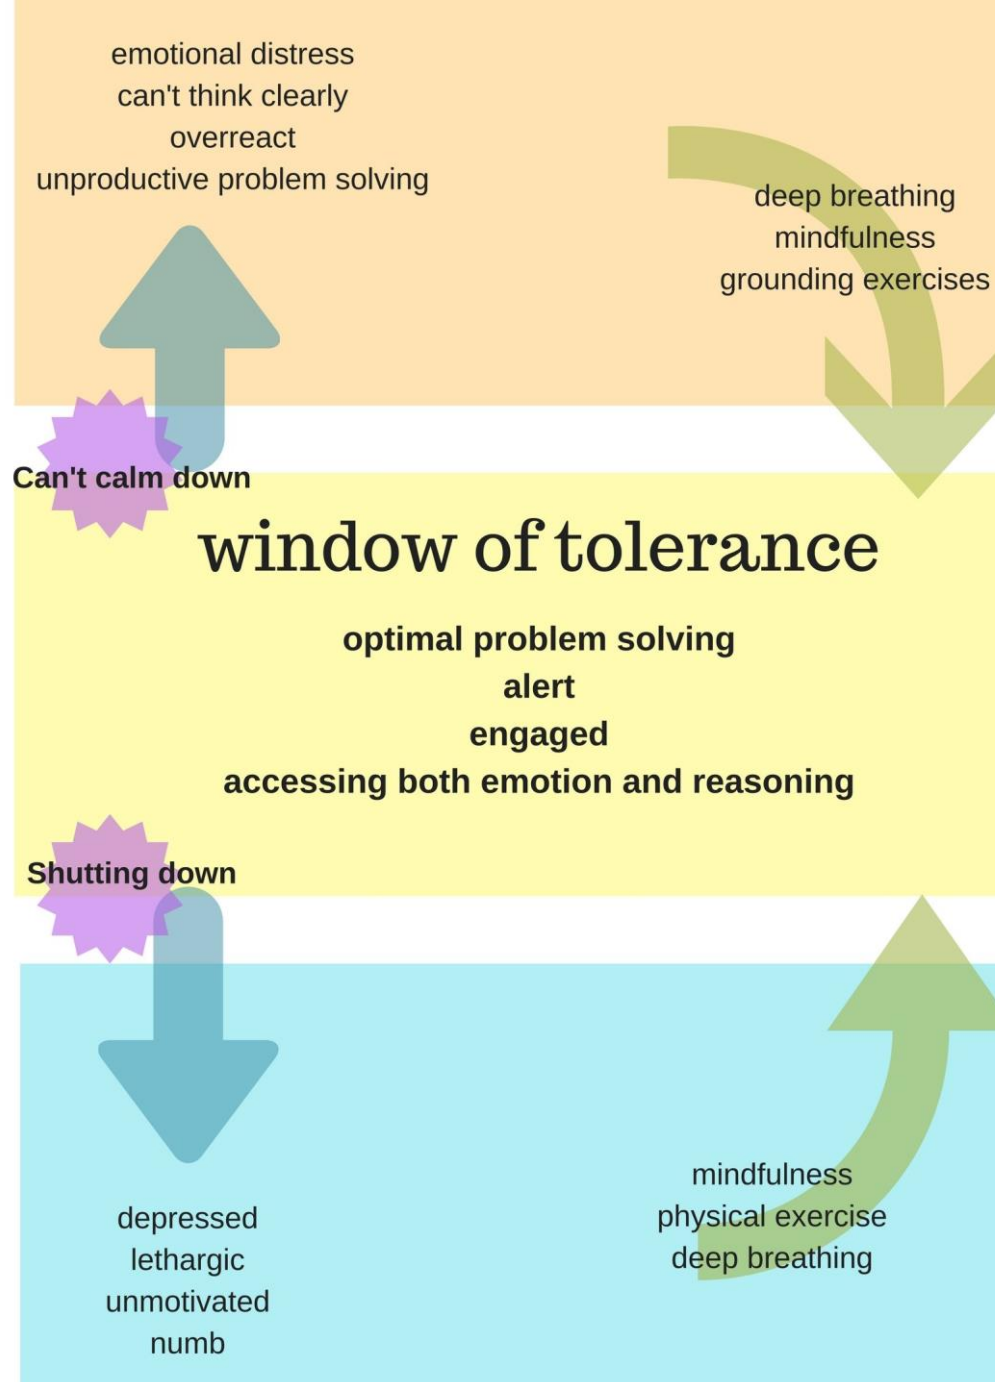 emotional distress
can't think clearly
overreact
unproductive problem solving
deep breathing
mindfulness
grounding exercises
Can't calm down
window of tolerance
optimal problem solving
alert
engaged
accessing both emotion and reasoning
Shutting down
mindfulness
physical exercise
deep breathing
depressed
lethargic
unmotivated
numb